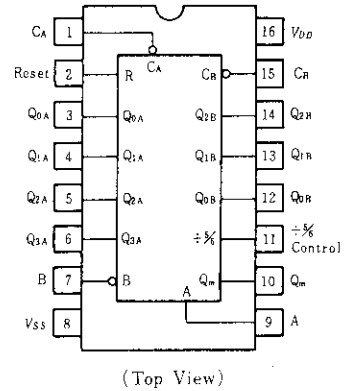 CA 1 16 VDD
CA
Reset 2 R CB 15 CB
Q0A 3 Q0A Q2B 14 Q2B
Q1A 4 Q1A Q1B 13 Q1B
Q2A 5 Q2A Q0B 12 Q0B
Q3A 6 Q3A ÷5/6 11 ÷5/6 Control
B 7 B Qm 10 Qm
A
VSS 8 9 A
(Top View)